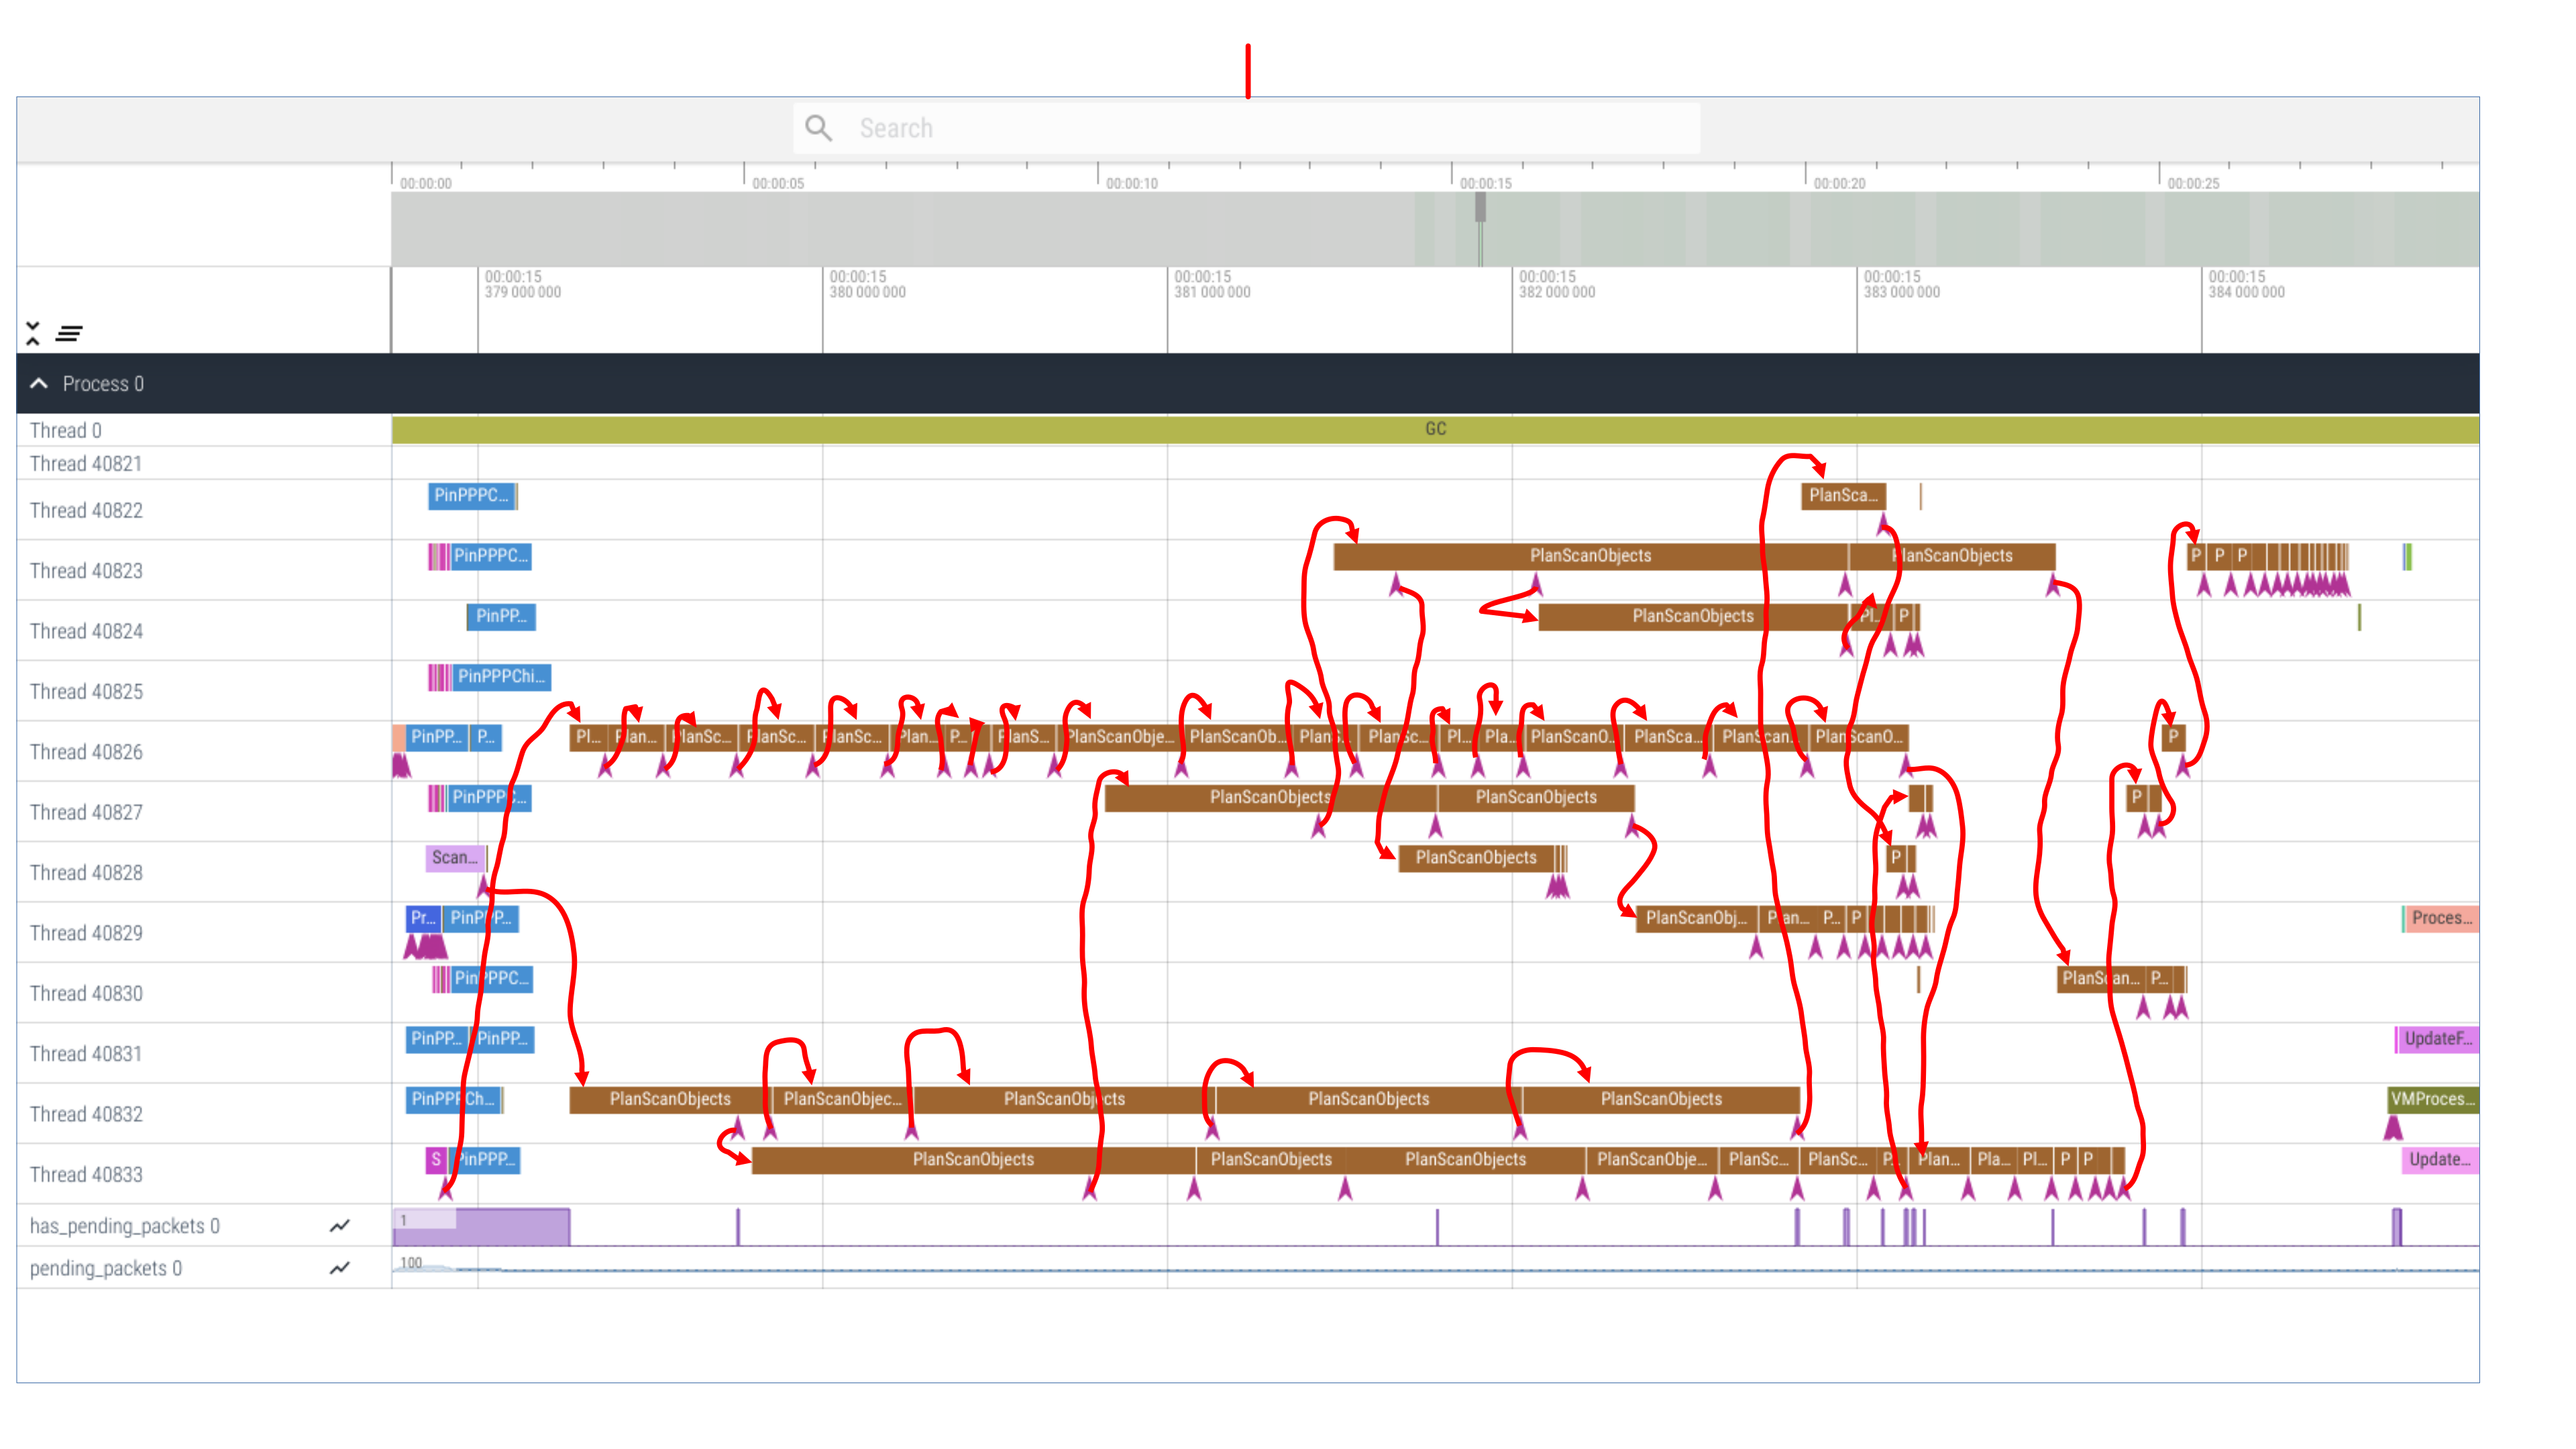 Search
00:00:00 00:00:05 00:00:10 00:00:15 00:00:20 00:00:25
00:00:15 00:00:15 00:00:15 00:00:15 00:00:15 00:00:15
379 000 000 380 000 000 381 000 000 382 000 000 383 000 000 384 000 000
Process 0
Thread 0 GC
Thread 40821
Thread 40822 PinPPPC... PlanSca...
Thread 40823 PinPPPC... PlanScanObjects PlanScanObjects P P P
Thread 40824 PinPP... PlanScanObjects Pl... P
Thread 40825 PinPPPChi...
Thread 40826 PinPP... P... Pl... Plan... PlanSc... PlanSc... PlanSc... Plan... P... PlanS... PlanScanObje... PlanScanOb... PlanS... PlanSc... Pl... Pla... PlanScanO... PlanSca... PlanScan... PlanScanO... P
Thread 40827 PinPPPC... PlanScanObjects PlanScanObjects P
Thread 40828 Scan... PlanScanObjects P
Thread 40829 Pr... PinPPP... PlanScanObj... Plan... P... P Proces...
Thread 40830 PinPPPC... PlanScan... P...
Thread 40831 PinPP... PinPP... UpdateF...
Thread 40832 PinPPPCh... PlanScanObjects PlanScanObjec... PlanScanObjects PlanScanObjects PlanScanObjects VMProces...
Thread 40833 S PinPPP... PlanScanObjects PlanScanObjects PlanScanObjects PlanScanObje... PlanSc... PlanSc... P... Plan... Pla... Pl... P P Update...
has_pending_packets 0 1
pending_packets 0 100